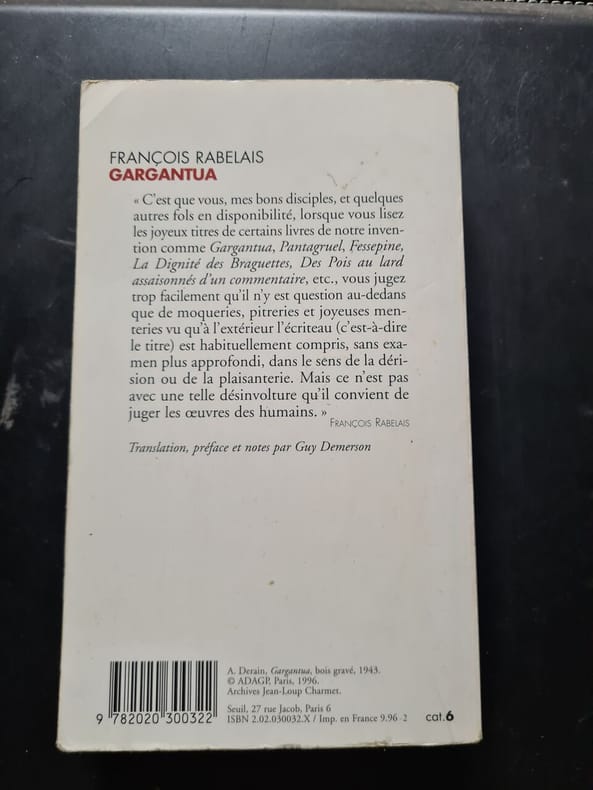 FRANÇOIS RABELAIS
GARGANTUA
« C'est que vous, mes bons disciples, et quelques
autres fols en disponibilité, lorsque vous lisez
les joyeux titres de certains livres de notre inven-
tion comme Gargantua, Pantagruel, Fessepine,
La Dignité des Braguettes, Des Pois au lard
assaisonnés d'un commentaire, etc., vous jugez
trop facilement qu'il n'y est question au-dedans
que de moqueries, pitreries et joyeuses men-
teries vu qu'à l'extérieur l'écriteau (c'est-à-dire
le titre) est habituellement compris, sans exa-
men plus approfondi, dans le sens de la déri-
sion ou de la plaisanterie. Mais ce n'est pas
avec une telle désinvolture qu'il convient de
juger les œuvres des humains. »
FRANÇOIS RABELAIS
Translation, préface et notes par Guy Demerson
A. Derain, Gargantua, bois gravé, 1943.
© ADAGP, Paris, 1996.
Archives Jean-Loup Charmet.
Seuil, 27 rue Jacob, Paris 6
ISBN 2.02.030032.X / Imp. en France 9.96-2
cat.6
9 782020 300322